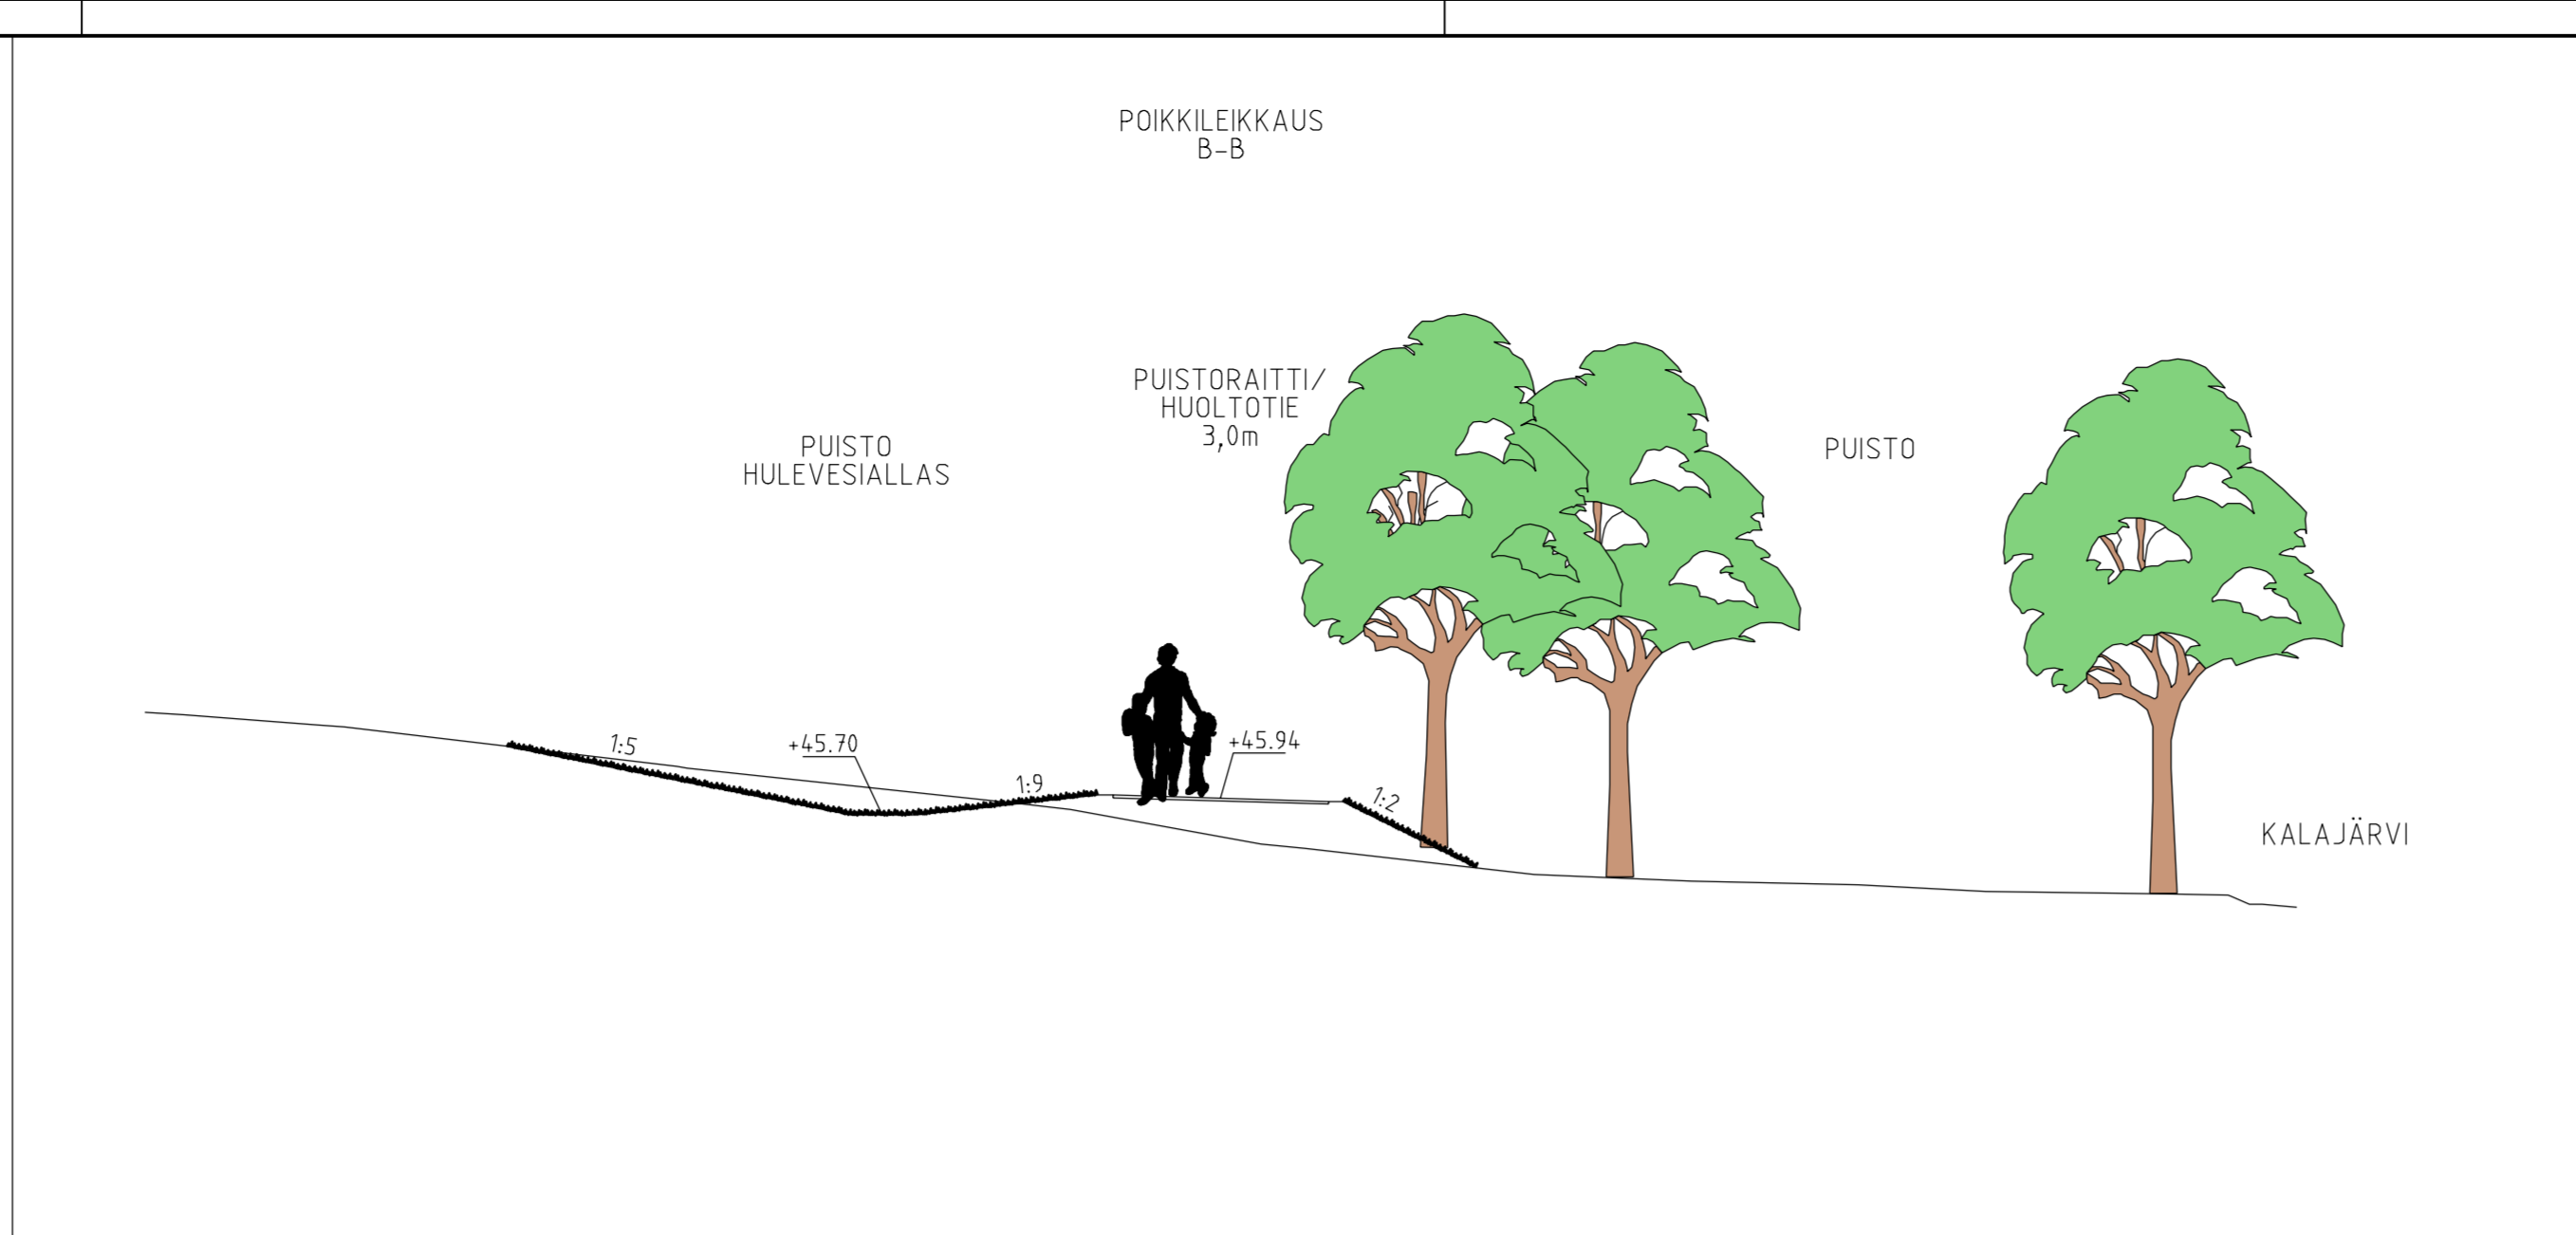 POIKKILEIKKAUS
B-B
PUISTORAITTI/
HUOLTOTIE
3,0m
PUISTO
HULEVESIALLAS
PUISTO
1:5
+45.70
1:9
+45.94
1:2
KALAJÄRVI